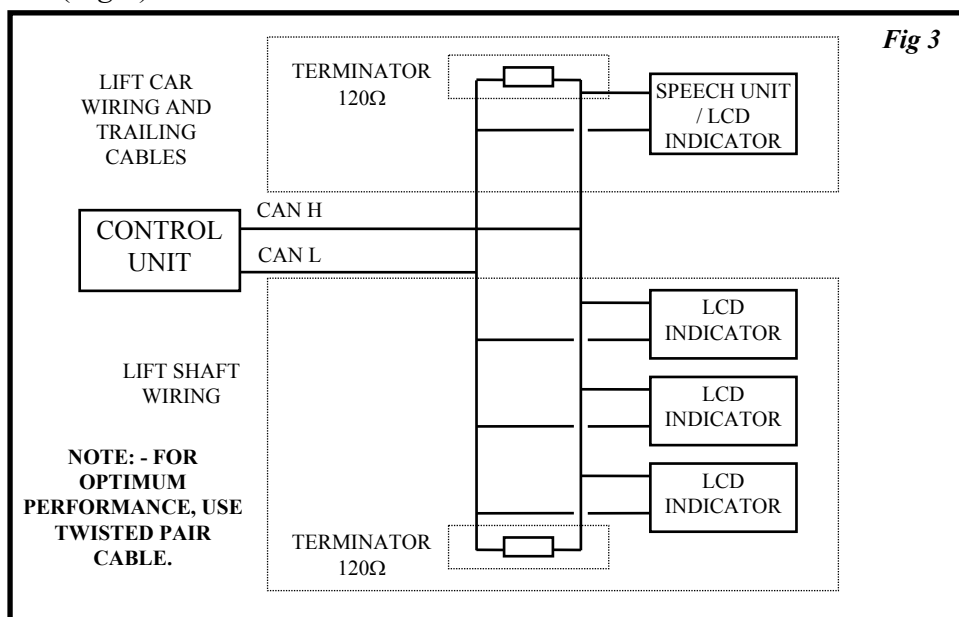 Fig 3
LIFT CAR
WIRING AND
TRAILING
CABLES
TERMINATOR
120Ω
SPEECH UNIT
/ LCD
INDICATOR
CONTROL
UNIT
CAN H
CAN L
LCD
INDICATOR
LIFT SHAFT
WIRING
LCD
INDICATOR
NOTE: - FOR
OPTIMUM
PERFORMANCE, USE
TWISTED PAIR
CABLE.
LCD
INDICATOR
TERMINATOR
120Ω